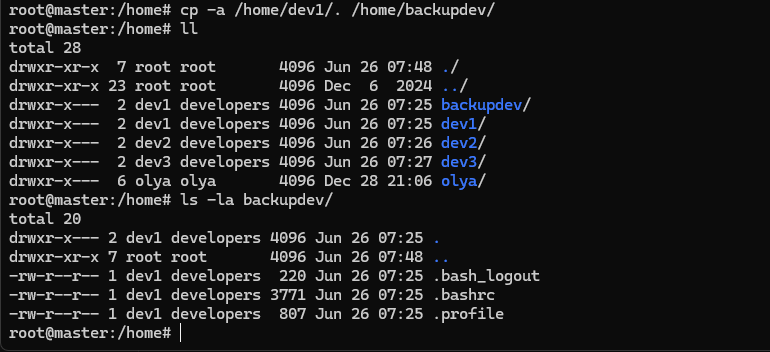 root@master:/home# cp -a /home/dev1/. /home/backupdev/
root@master:/home# ll
total 28
drwxr-xr-x  7 root root       4096 Jun 26 07:48 ./
drwxr-xr-x 23 root root       4096 Dec  6  2024 ../
drwxr-x---  2 dev1 developers 4096 Jun 26 07:25 backupdev/
drwxr-x---  2 dev1 developers 4096 Jun 26 07:25 dev1/
drwxr-x---  2 dev2 developers 4096 Jun 26 07:26 dev2/
drwxr-x---  2 dev3 developers 4096 Jun 26 07:27 dev3/
drwxr-x---  6 olya olya       4096 Dec 28 21:06 olya/
root@master:/home# ls -la backupdev/
total 20
drwxr-x--- 2 dev1 developers 4096 Jun 26 07:25 .
drwxr-xr-x 7 root root       4096 Jun 26 07:48 ..
-rw-r--r-- 1 dev1 developers  220 Jun 26 07:25 .bash_logout
-rw-r--r-- 1 dev1 developers 3771 Jun 26 07:25 .bashrc
-rw-r--r-- 1 dev1 developers  807 Jun 26 07:25 .profile
root@master:/home#